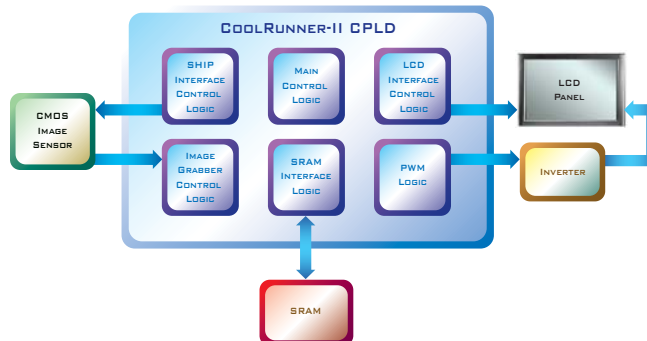 CoolRunner-II CPLD
SHIP
Interface
Control
Logic
Main
Control
Logic
LCD
Interface
Control
Logic
LCD
Panel
CMOS
Image
Sensor
Image
Grabber
Control
Logic
SRAM
Interface
Logic
PWM
Logic
Inverter
SRAM